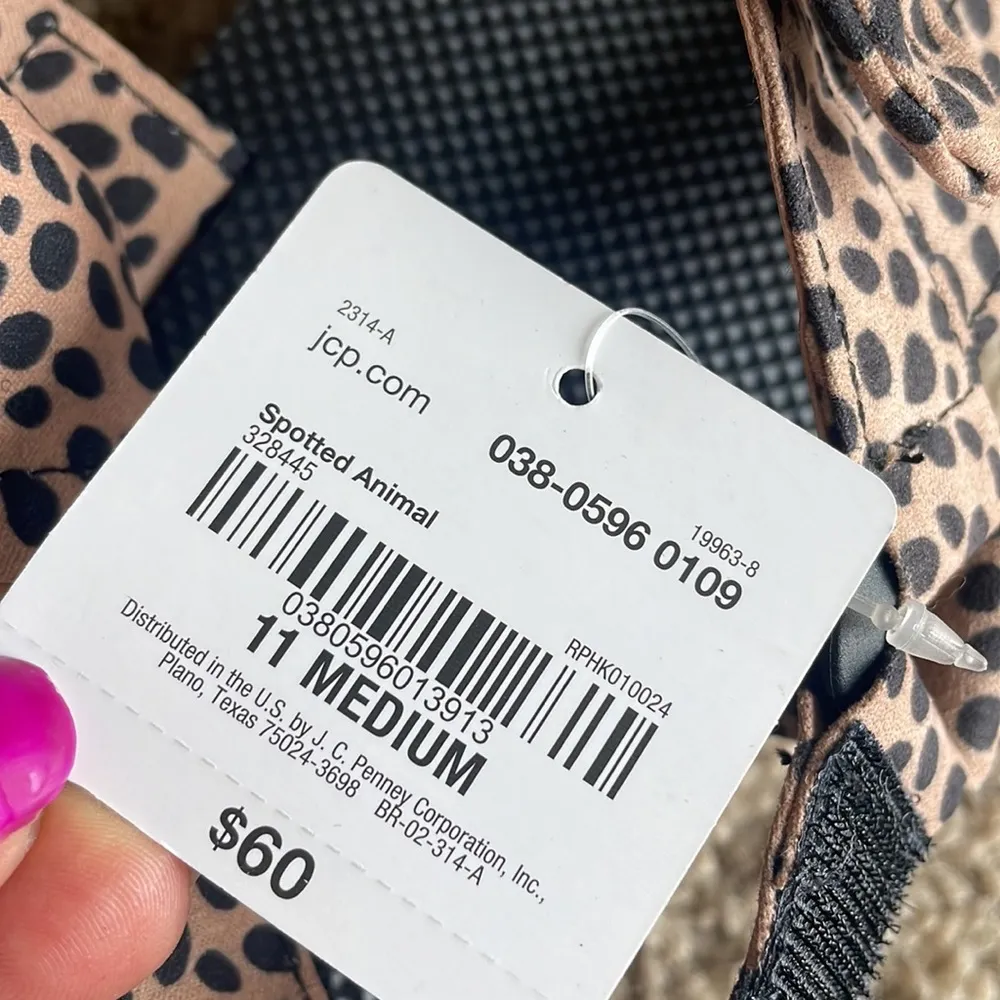 2314-A
jcp.com
038-0596 0109
19963-8
Spotted Animal
328445
RPHK010024
0380596013913
11 MEDIUM
Distributed in the U.S. by J. C. Penney Corporation, Inc.,
Plano, Texas 75024-3698 BR-02-314-A
$60